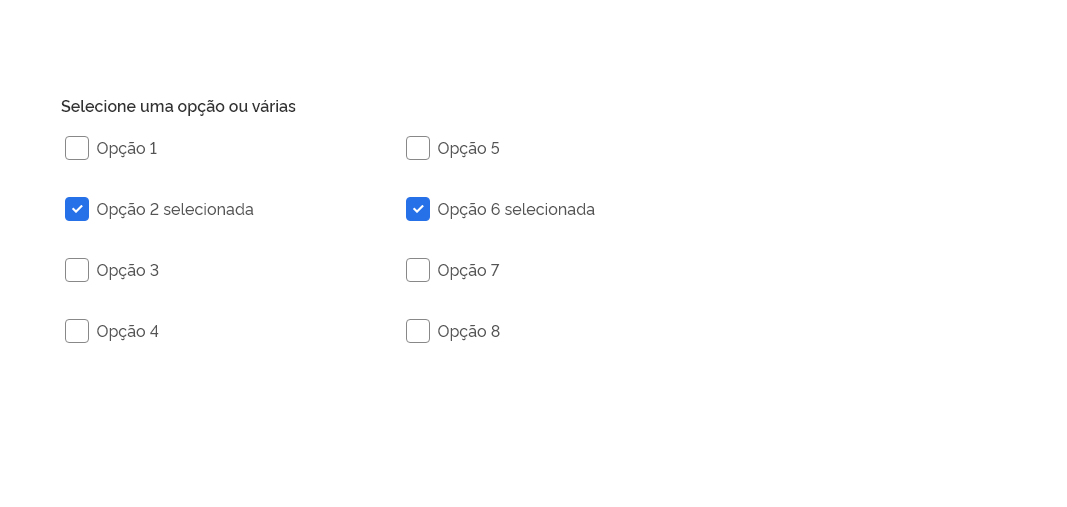 Selecione uma opção ou várias
Opção 1
Opção 2 selecionada
Opção 3
Opção 4
Opção 5
Opção 6 selecionada
Opção 7
Opção 8